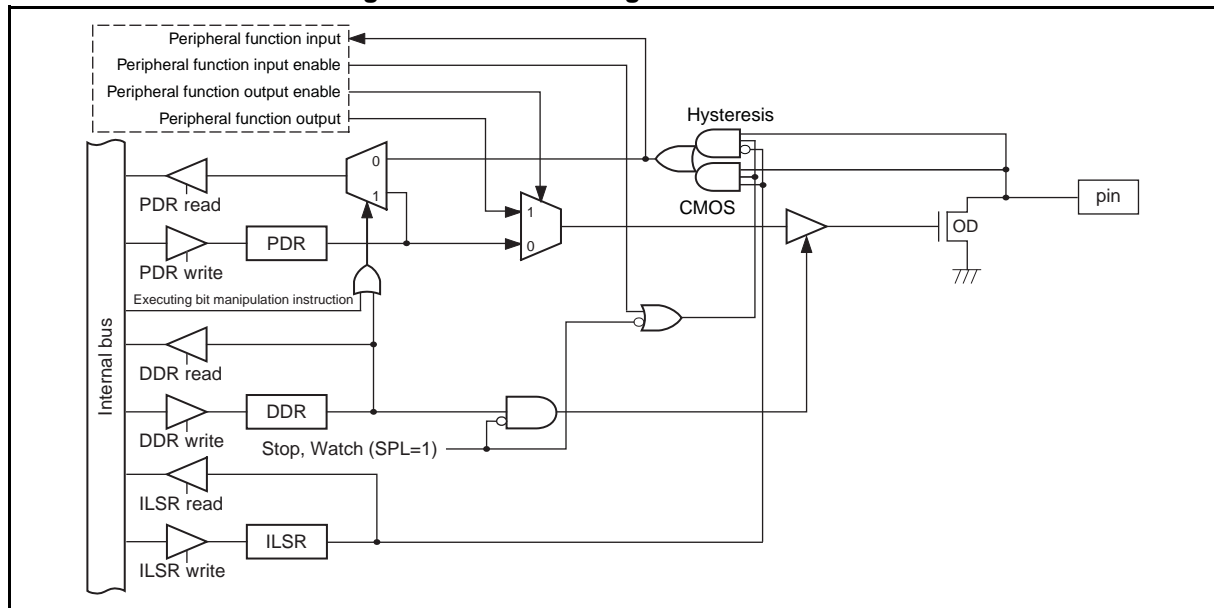 Peripheral function input
Peripheral function input enable
Peripheral function output enable
Peripheral function output
Hysteresis
0
1
CMOS
pin
PDR read
1
OD
PDR
0
PDR write
Executing bit manipulation instruction
Internal bus
DDR read
DDR
DDR write
Stop, Watch (SPL=1)
ILSR read
ILSR
ILSR write